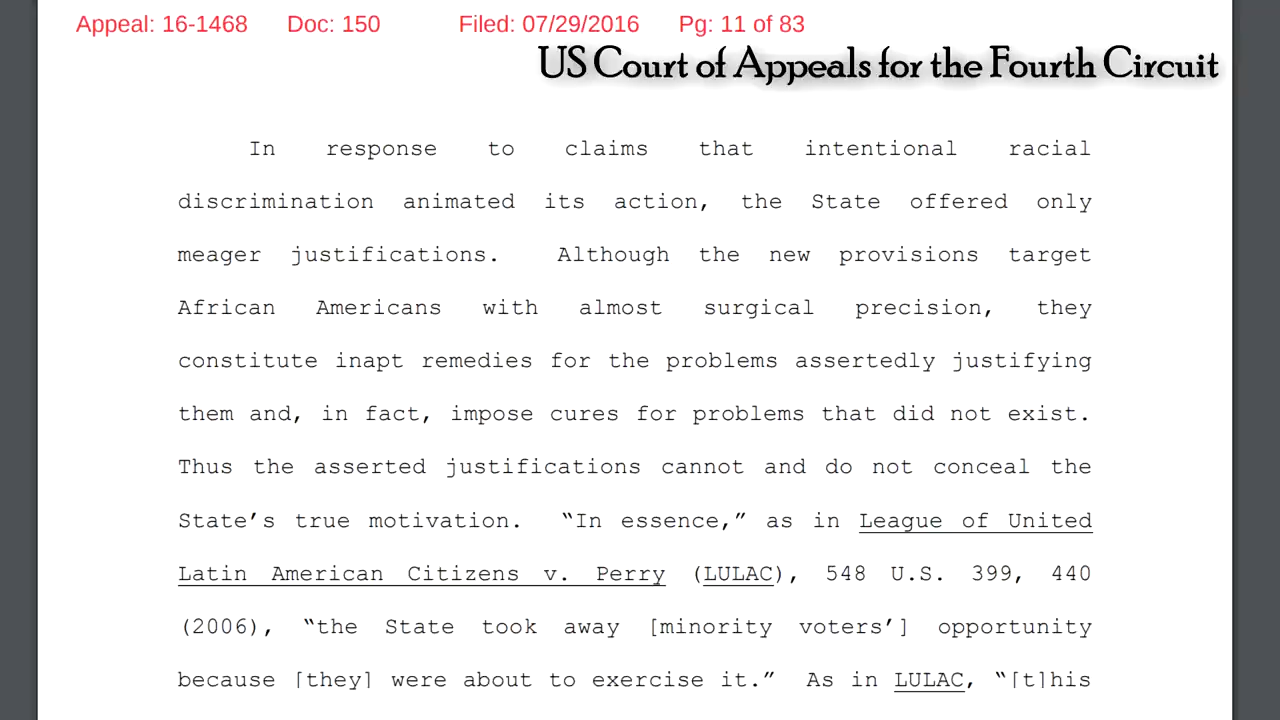 Appeal: 16-1468 Doc: 150 Filed: 07/29/2016 Pg: 11 of 83
US Court of Appeals for the Fourth Circuit
In response to claims that intentional racial
discrimination animated its action, the State offered only
meager justifications. Although the new provisions target
African Americans with almost surgical precision, they
constitute inapt remedies for the problems assertedly justifying
them and, in fact, impose cures for problems that did not exist.
Thus the asserted justifications cannot and do not conceal the
State’s true motivation. “In essence,” as in League of United
Latin American Citizens v. Perry (LULAC), 548 U.S. 399, 440
(2006), “the State took away [minority voters’] opportunity
because [they] were about to exercise it.” As in LULAC, “[t]his